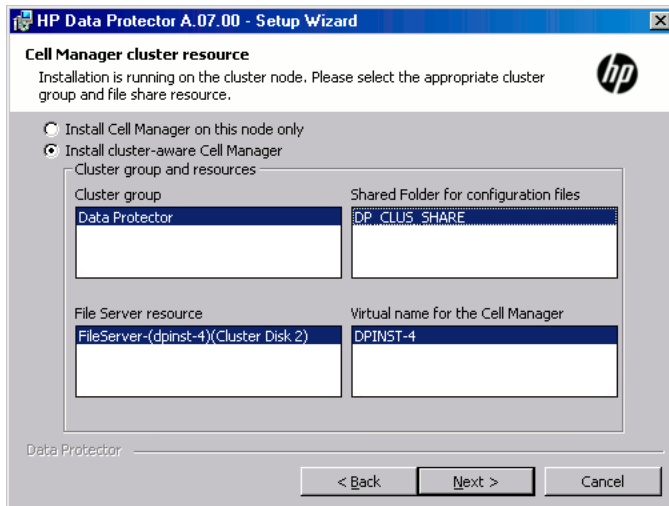 HP Data Protector A.07.00 - Setup Wizard
Cell Manager cluster resource
Installation is running on the cluster node. Please select the appropriate cluster
group and file share resource.
hp
Install Cell Manager on this node only
Install cluster-aware Cell Manager
Cluster group and resources
Cluster group
Shared Folder for configuration files
Data Protector
DP_CLUS_SHARE
File Server resource
Virtual name for the Cell Manager
FileServer-(dpinst-4)(Cluster Disk 2)
DPINST-4
Data Protector
< Back
Next >
Cancel